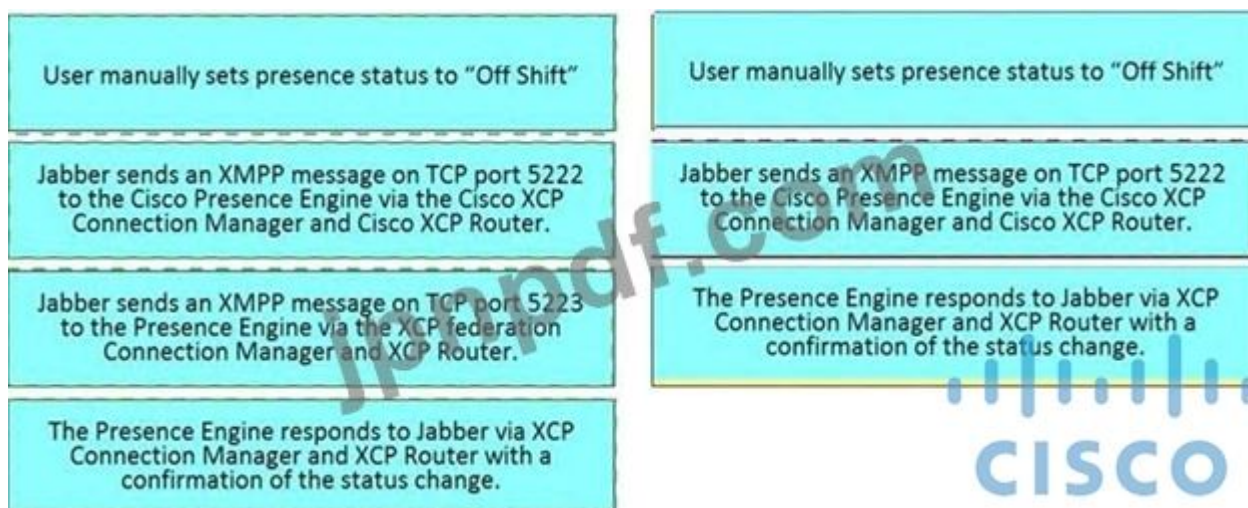 User manually sets presence status to “Off Shift”
Jabber sends an XMPP message on TCP port 5222
to the Cisco Presence Engine via the Cisco XCP
Connection Manager and Cisco XCP Router.
Jabber sends an XMPP message on TCP port 5223
to the Presence Engine via the XCP federation
Connection Manager and XCP Router.
The Presence Engine responds to Jabber via XCP
Connection Manager and XCP Router with a
confirmation of the status change.
User manually sets presence status to “Off Shift”
Jabber sends an XMPP message on TCP port 5222
to the Cisco Presence Engine via the Cisco XCP
Connection Manager and Cisco XCP Router.
The Presence Engine responds to Jabber via XCP
Connection Manager and XCP Router with a
confirmation of the status change.
jpnpdf.com
CISCO